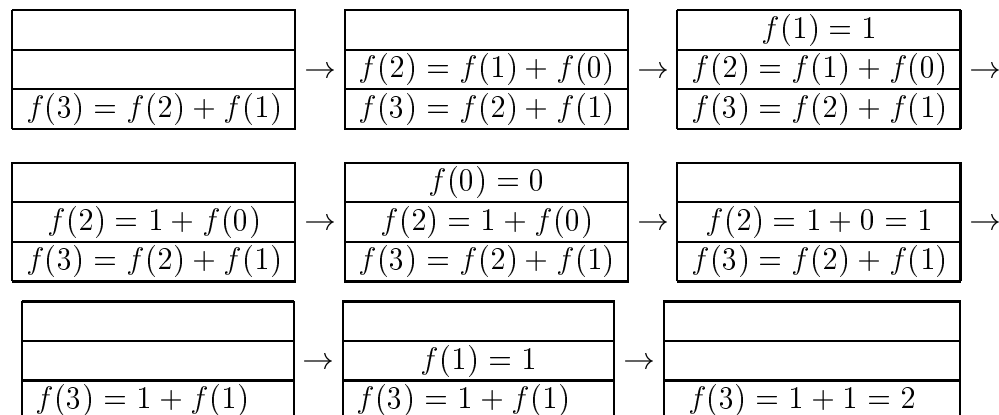 f(1) = 1
→ f(2) = f(1) + f(0) → f(2) = f(1) + f(0) →
f(3) = f(2) + f(1) f(3) = f(2) + f(1) f(3) = f(2) + f(1)
f(0) = 0
f(2) = 1 + f(0) → f(2) = 1 + f(0) → f(2) = 1 + 0 = 1 →
f(3) = f(2) + f(1) f(3) = f(2) + f(1) f(3) = f(2) + f(1)
→ f(1) = 1 →
f(3) = 1 + f(1) f(3) = 1 + f(1) f(3) = 1 + 1 = 2